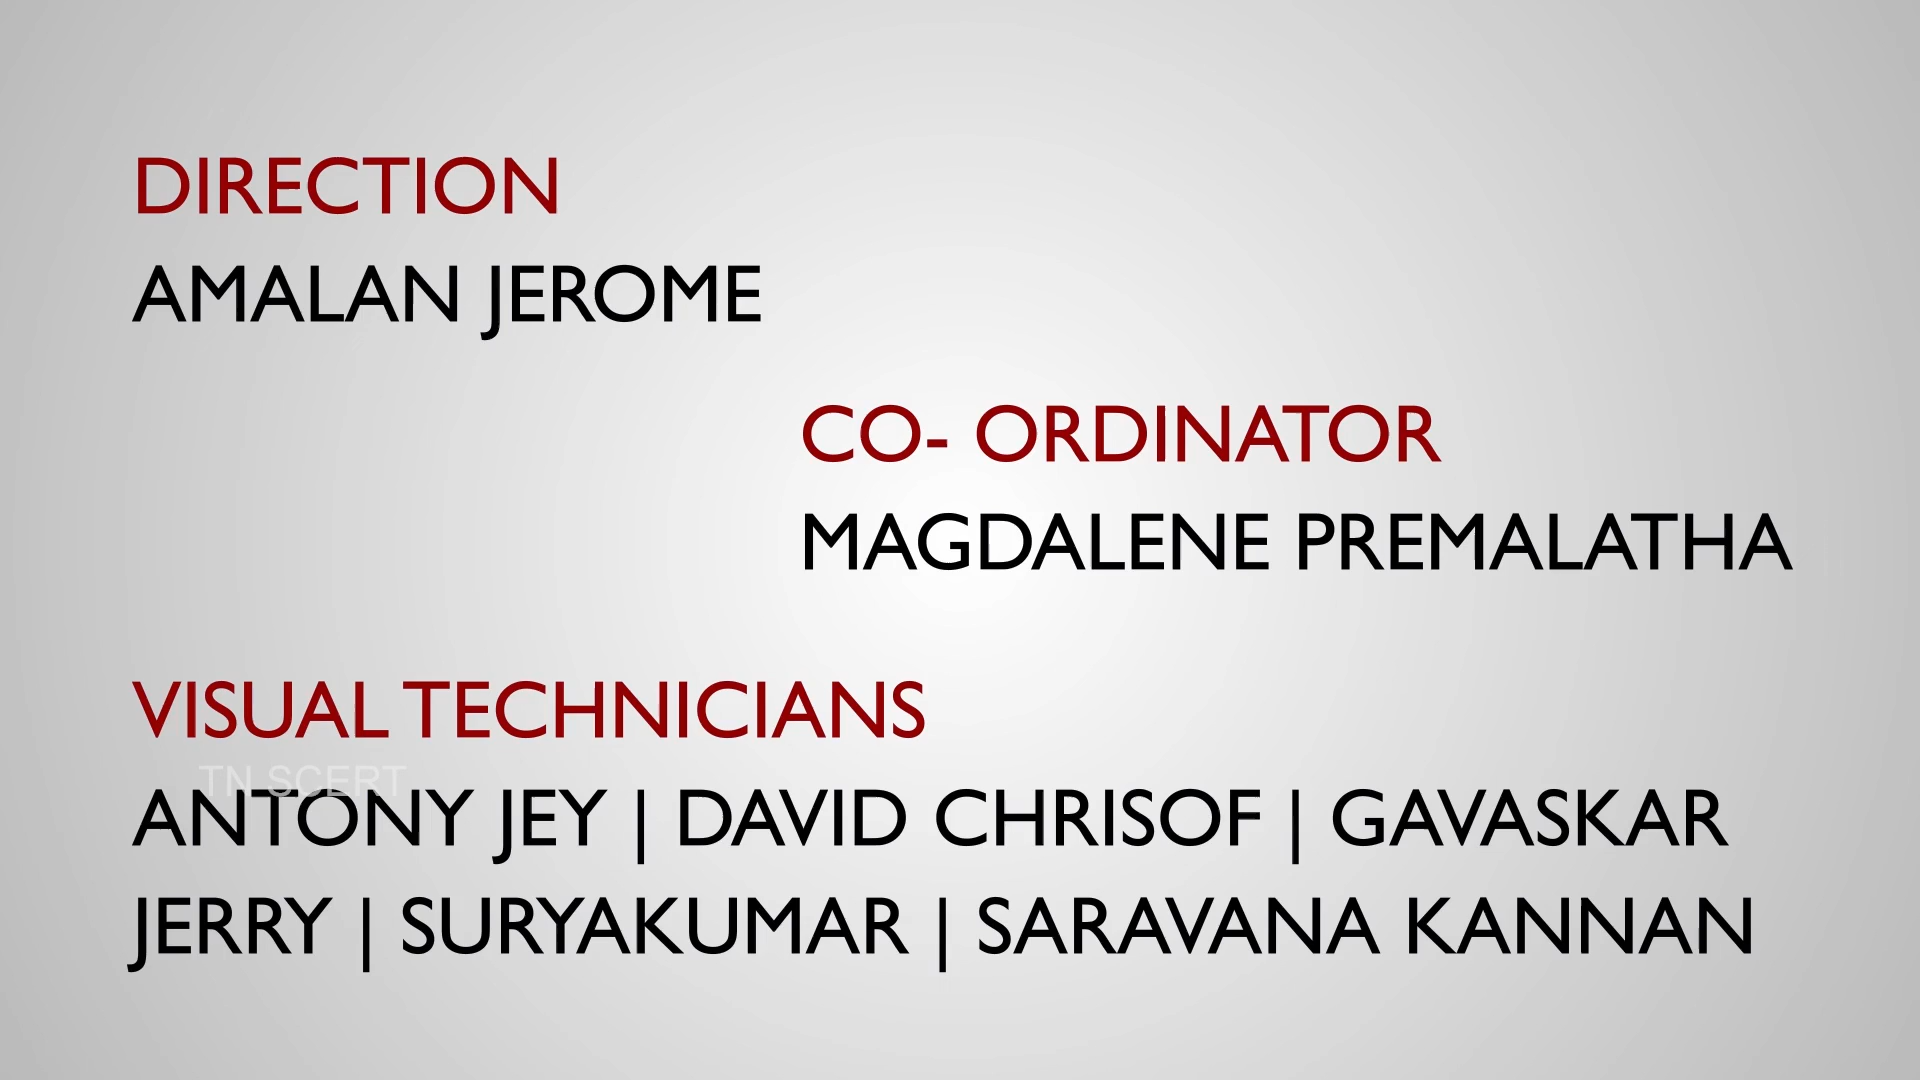 DIRECTION
AMALAN JEROME
CO- ORDINATOR
MAGDALENE PREMALATHA
VISUAL TECHNICIANS
TN SCERT
ANTONY JEY | DAVID CHRISOF | GAVASKAR
JERRY | SURYAKUMAR | SARAVANA KANNAN